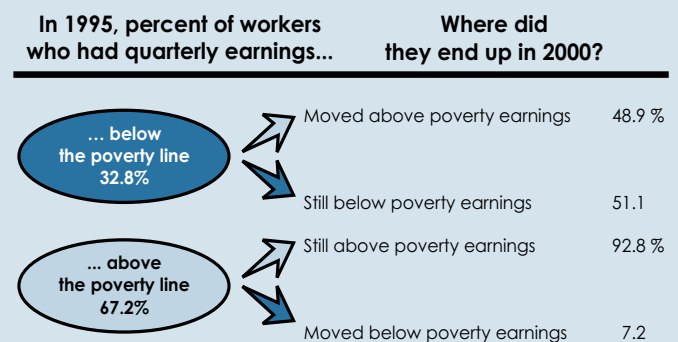 In 1995, percent of workers
who had quarterly earnings...
Where did
they end up in 2000?
... below
the poverty line
32.8%
Moved above poverty earnings 48.9 %
Still below poverty earnings 51.1
... above
the poverty line
67.2%
Still above poverty earnings 92.8 %
Moved below poverty earnings 7.2